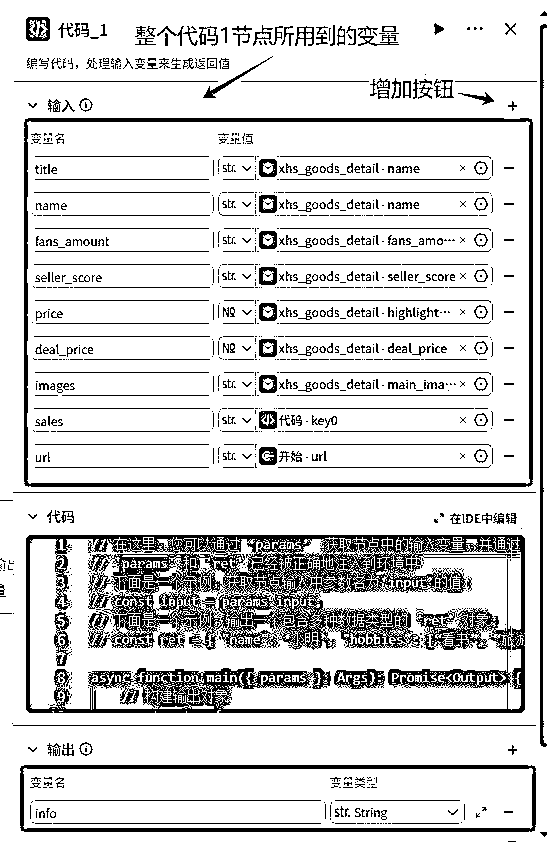 代码_1
整个代码1节点所用到的变量
编写代码，处理输入变量来生成返回值
增加按钮
输入
变量名 变量值
title str. xhs_goods_detail - name
name str. xhs_goods_detail - name
fans_amount str. xhs_goods_detail - fans_amo···
seller_score str. xhs_goods_detail - seller_score
price № xhs_goods_detail - highlight···
deal_price № xhs_goods_detail - deal_price
images str. xhs_goods_detail - main_ima···
sales str. 代码 - key0
url str. 开始 - url
代码 在IDE中编辑
1 // 在这里，您可以通过 'params' 获取节点中的输入变量，并通过
2 // 'params' 和 'ret' 已经被正确地注入到环境中
3 // 下面是一个示例，获取节点输入中参数名为'input'的值：
4 // const input = params.input;
5 // 下面是一个示例，输出一个包含多种数据类型的 'ret' 对象：
6 // const ret = { "name": '小明', "hobbies": ["看书",
7
8 async function main({ params }: Args): Promise<Output> {
9 // 构建输出对象
输出
变量名 变量类型
info str. String